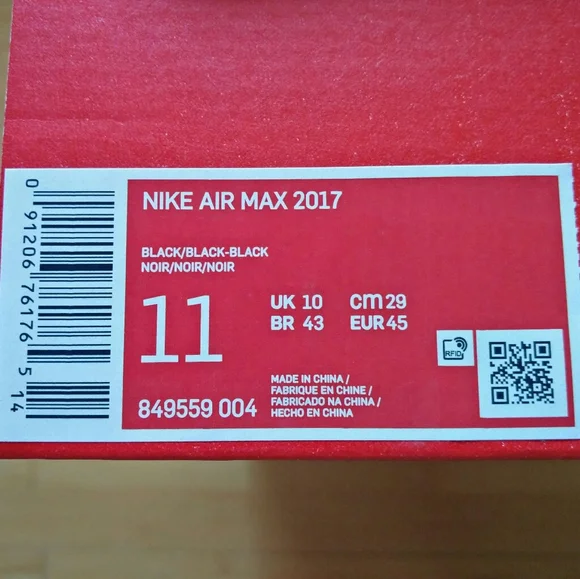 0 91206 76176 5 14
NIKE AIR MAX 2017
BLACK/BLACK-BLACK
NOIR/NOIR/NOIR
11
UK 10 cm 29
BR 43 EUR 45
RFID
849559 004
MADE IN CHINA /
FABRIQUE EN CHINE /
FABRICADO NA CHINA /
HECHO EN CHINA